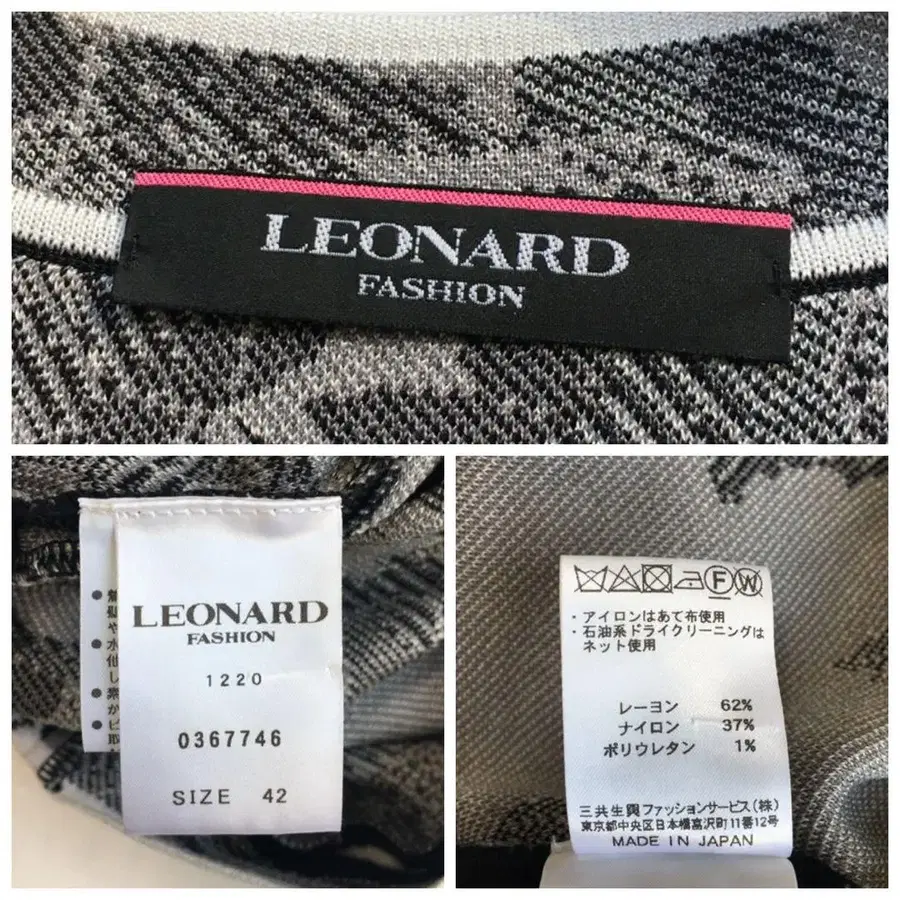 LEONARD
FASHION
LEONARD
FASHION
1220
0367746
SIZE 42
・アイロンはあて布使用
・石油系ドライクリーニングは
ネット使用
レーヨン 62%
ナイロン 37%
ポリウレタン 1%
三共生興ファッションサービス(株)
東京都中央区日本橋富沢町11番12号
MADE IN JAPAN